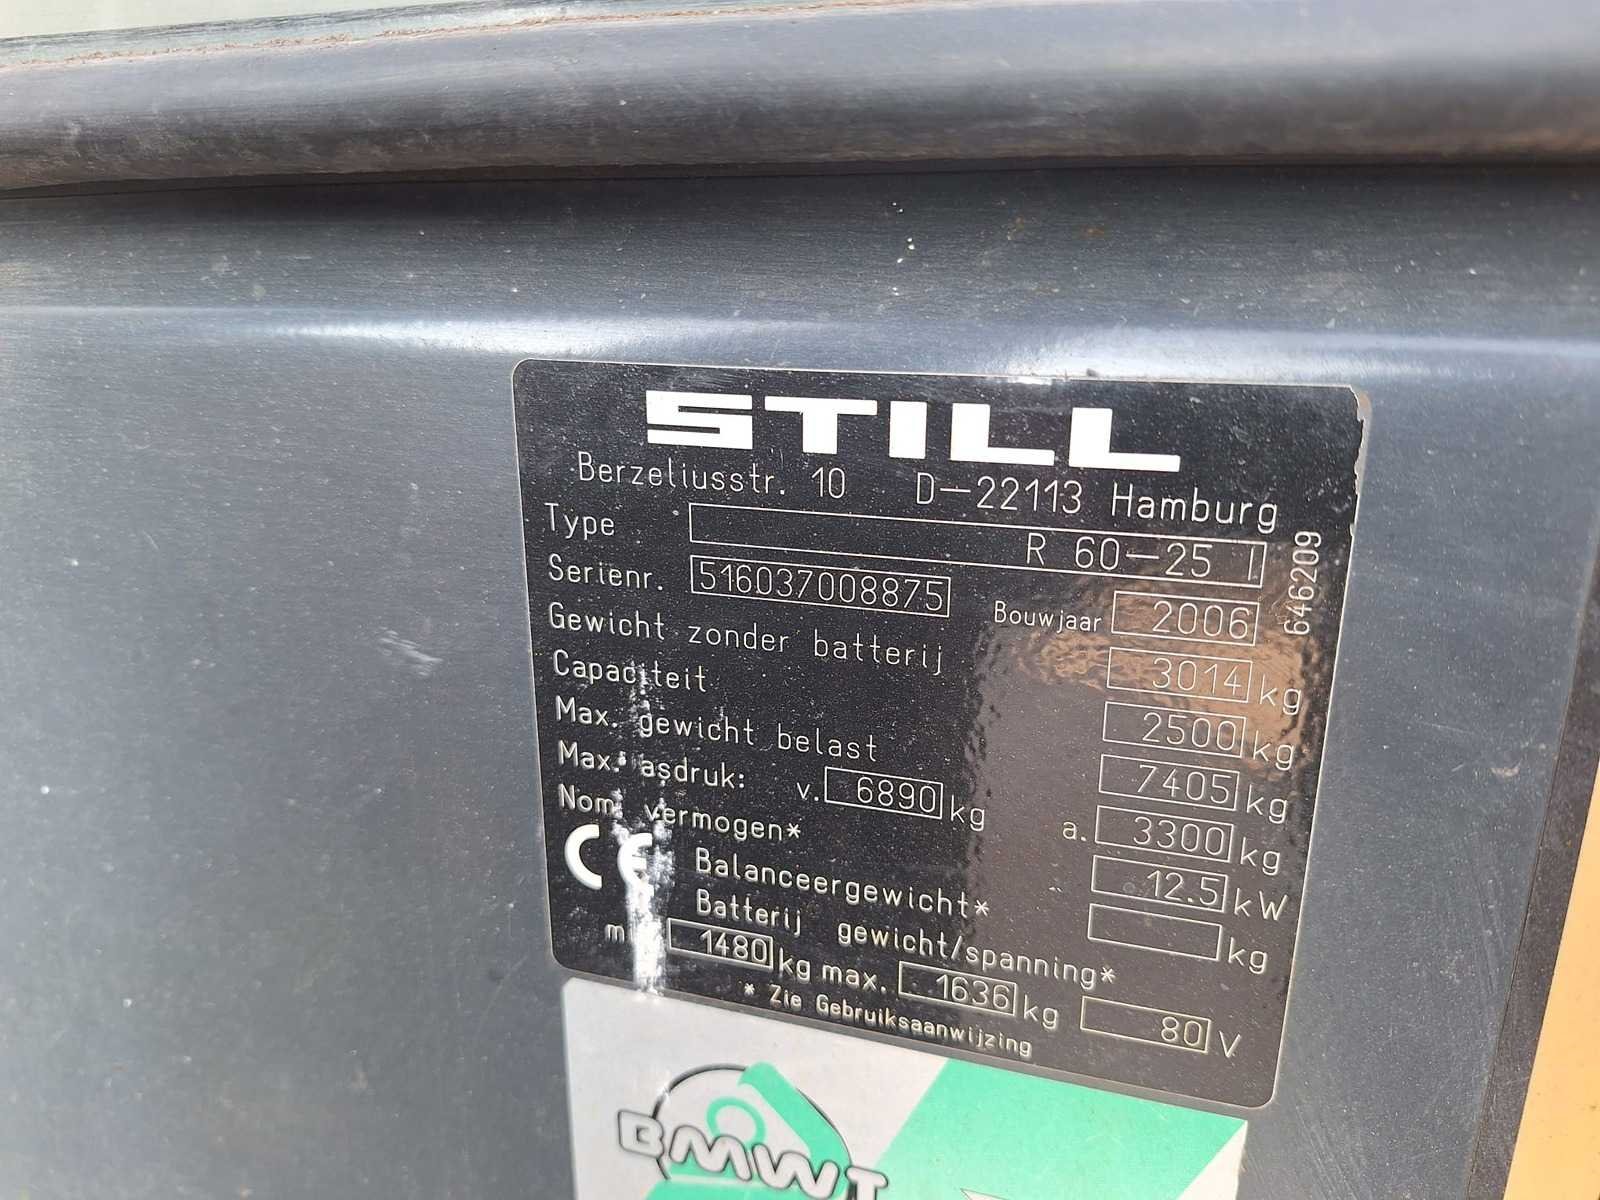 STILL
Berzeliusstr. 10 D-22113 Hamburg
Type R 60-25 I
646209
Serienr. 516037008875 Bouwjaar 2006
Gewicht zonder batterij 3014 kg
Capaciteit 2500 kg
Max. gewicht belast 7405 kg
Max. asdruk: v. 6890 kg a. 3300 kg
Nom. vermogen* 12.5 kW
CE Balanceergewicht* kg
Batterij gewicht/spanning*
1480 kg max. 1636 kg 80 V
* Zie Gebruiksaanwijzing
BMWT